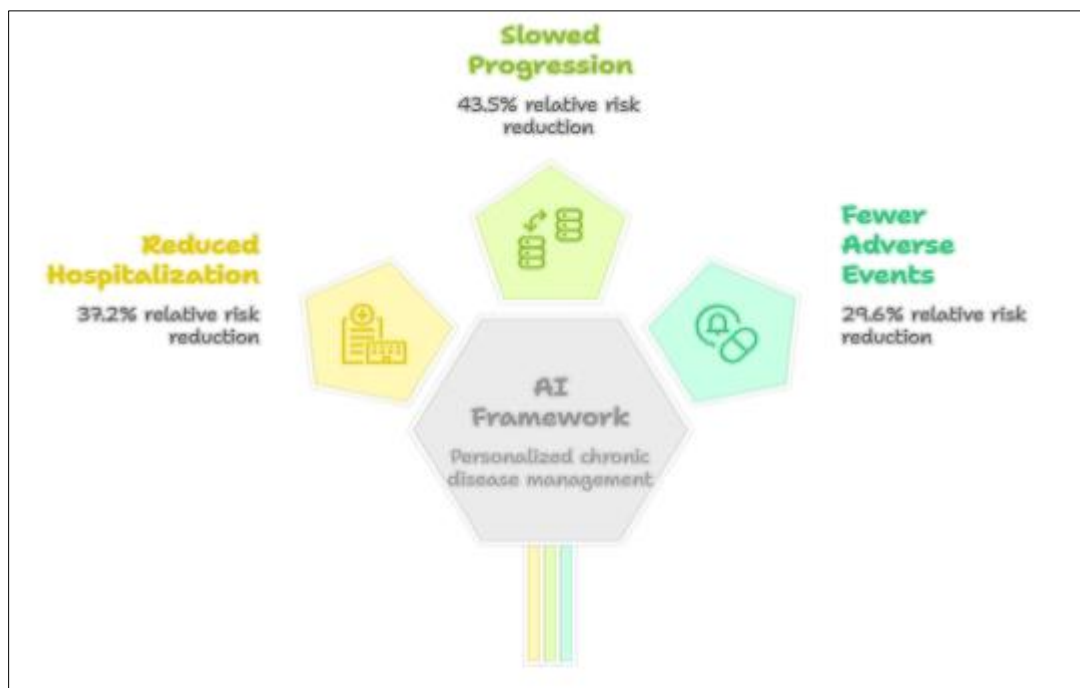 Slowed
Progression
43.5% relative risk
reduction
Reduced
Hospitalization
37.2% relative risk
reduction
Fewer
Adverse
Events
29.6% relative risk
reduction
AI
Framework
Personalized chronic
disease management